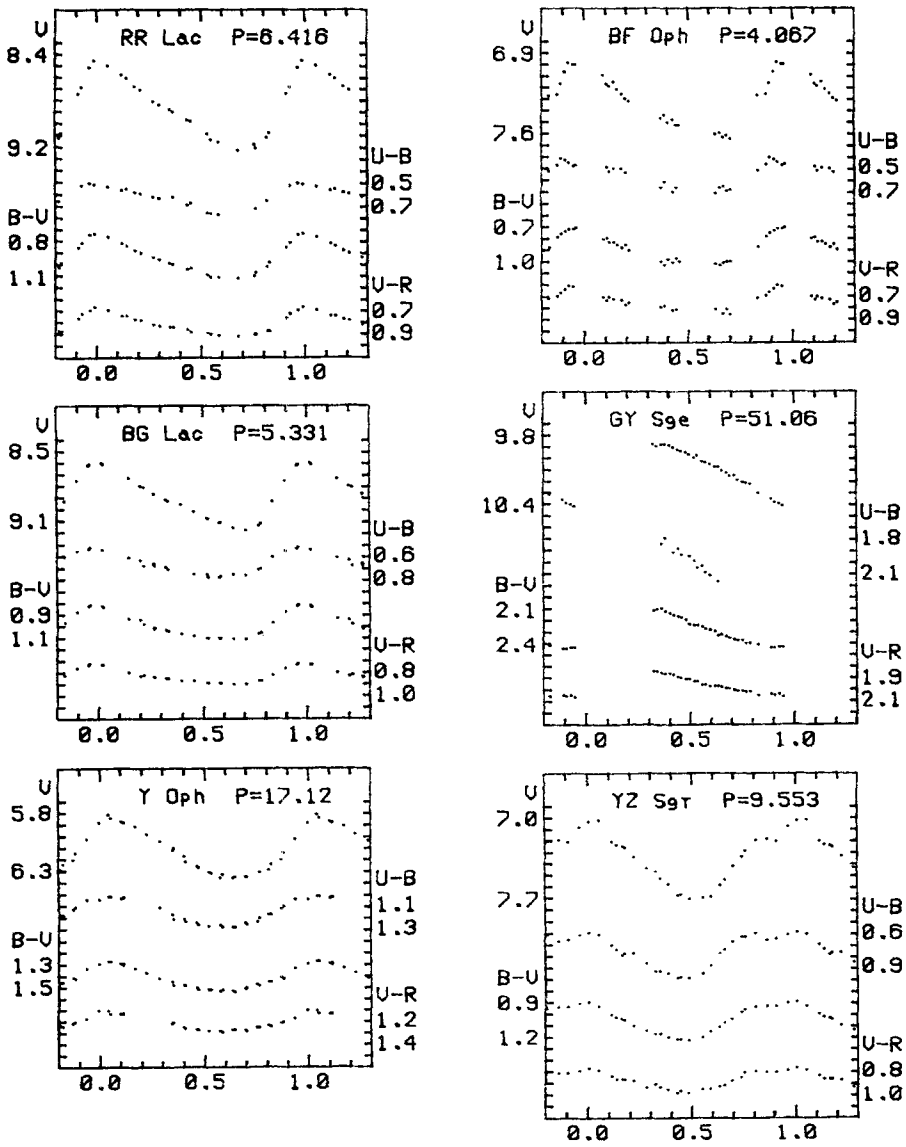 RR Lac P=6.416
V
8.4
9.2
B-V
0.8
1.1
U-B
0.5
0.7
V-R
0.7
0.9
0.0 0.5 1.0
BF Oph P=4.067
V
6.9
7.6
B-V
0.7
1.0
U-B
0.5
0.7
V-R
0.7
0.9
0.0 0.5 1.0
BG Lac P=5.331
V
8.5
9.1
B-V
0.9
1.1
U-B
0.6
0.8
V-R
0.8
1.0
0.0 0.5 1.0
GY Sge P=51.06
V
9.8
10.4
B-V
2.1
2.4
U-B
1.8
2.1
V-R
1.9
2.1
0.0 0.5 1.0
Y Oph P=17.12
V
5.8
6.3
B-V
1.3
1.5
U-B
1.1
1.3
V-R
1.2
1.4
0.0 0.5 1.0
YZ Sgr P=9.553
V
7.0
7.7
B-V
0.9
1.2
U-B
0.6
0.9
V-R
0.8
1.0
0.0 0.5 1.0